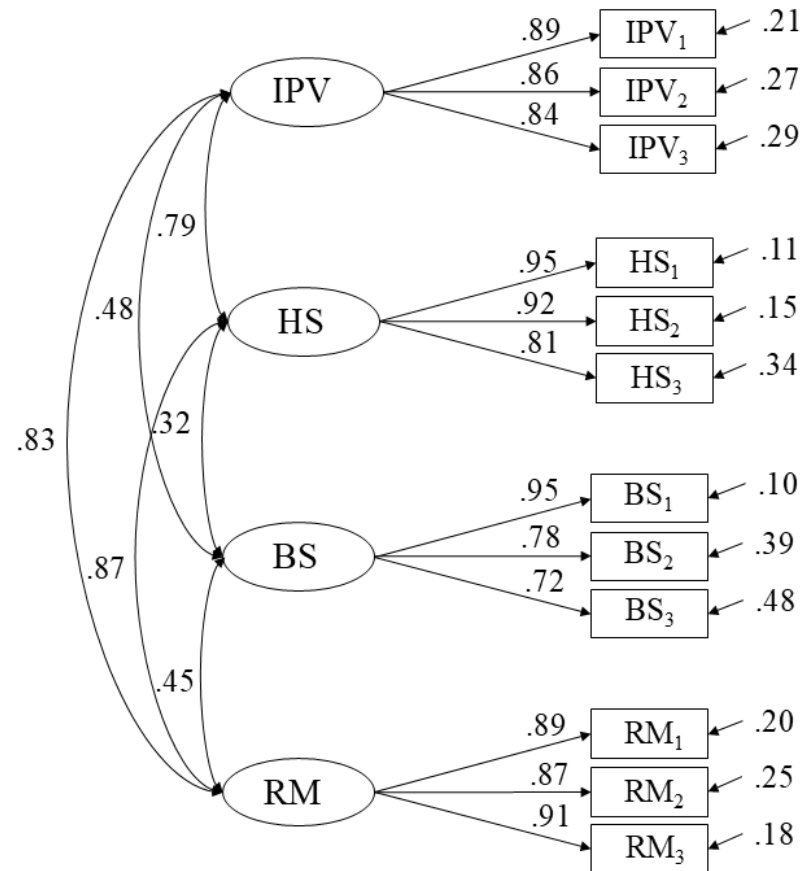 .89
IPV₁
.21
IPV
.86
IPV₂
.27
.84
IPV₃
.29
.79
.48
.95
HS₁
.11
HS
.92
HS₂
.15
.81
HS₃
.34
.83
.32
.95
BS₁
.10
.87
BS
.78
BS₂
.39
.72
BS₃
.48
.45
.89
RM₁
.20
RM
.87
RM₂
.25
.91
RM₃
.18